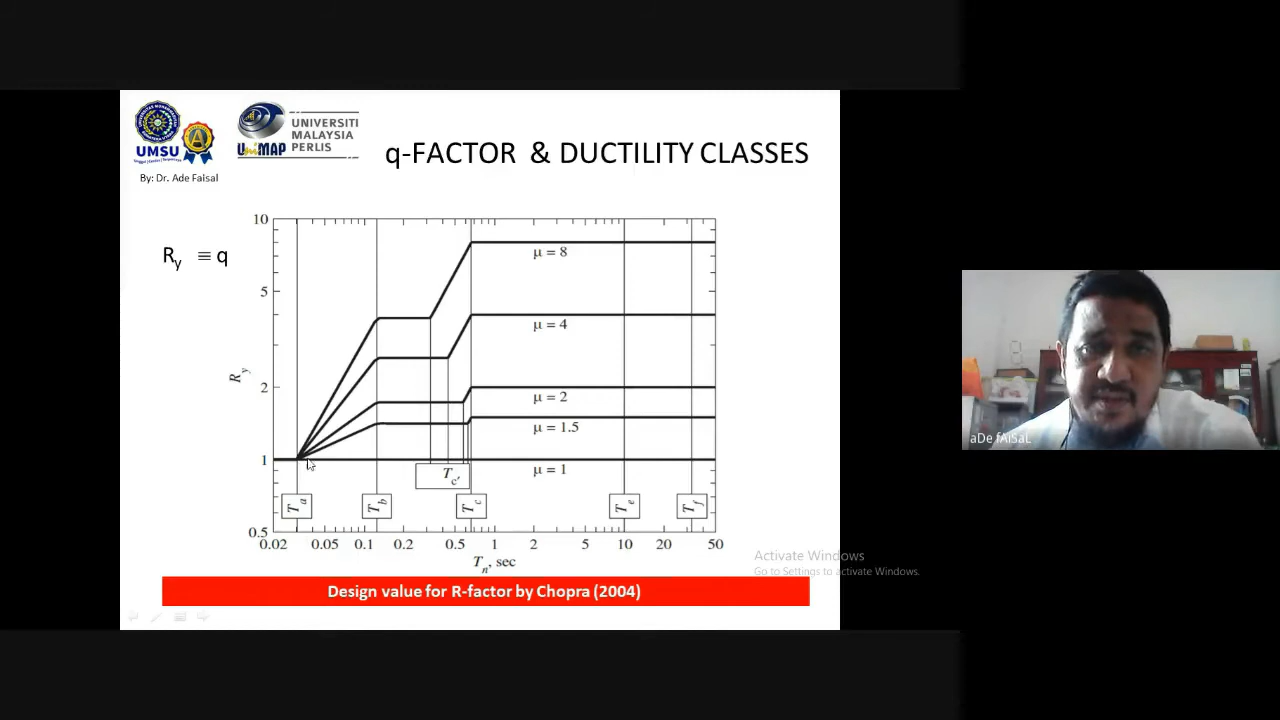 UMSU
UniMAP
UNIVERSITI
MALAYSIA
PERLIS
By: Dr. Ade Faisal
q-FACTOR & DUCTILITY CLASSES
Ry ≡ q
10
5
2
1
0.5
Ry
μ = 8
μ = 4
μ = 2
μ = 1.5
μ = 1
Ta
Tb
Tc′
Tc
Te
Tf
0.02 0.05 0.1 0.2 0.5 1 2 5 10 20 50
Tn, sec
Design value for R-factor by Chopra (2004)
Activate Windows
Go to Settings to activate Windows.
aDe fAiSaL